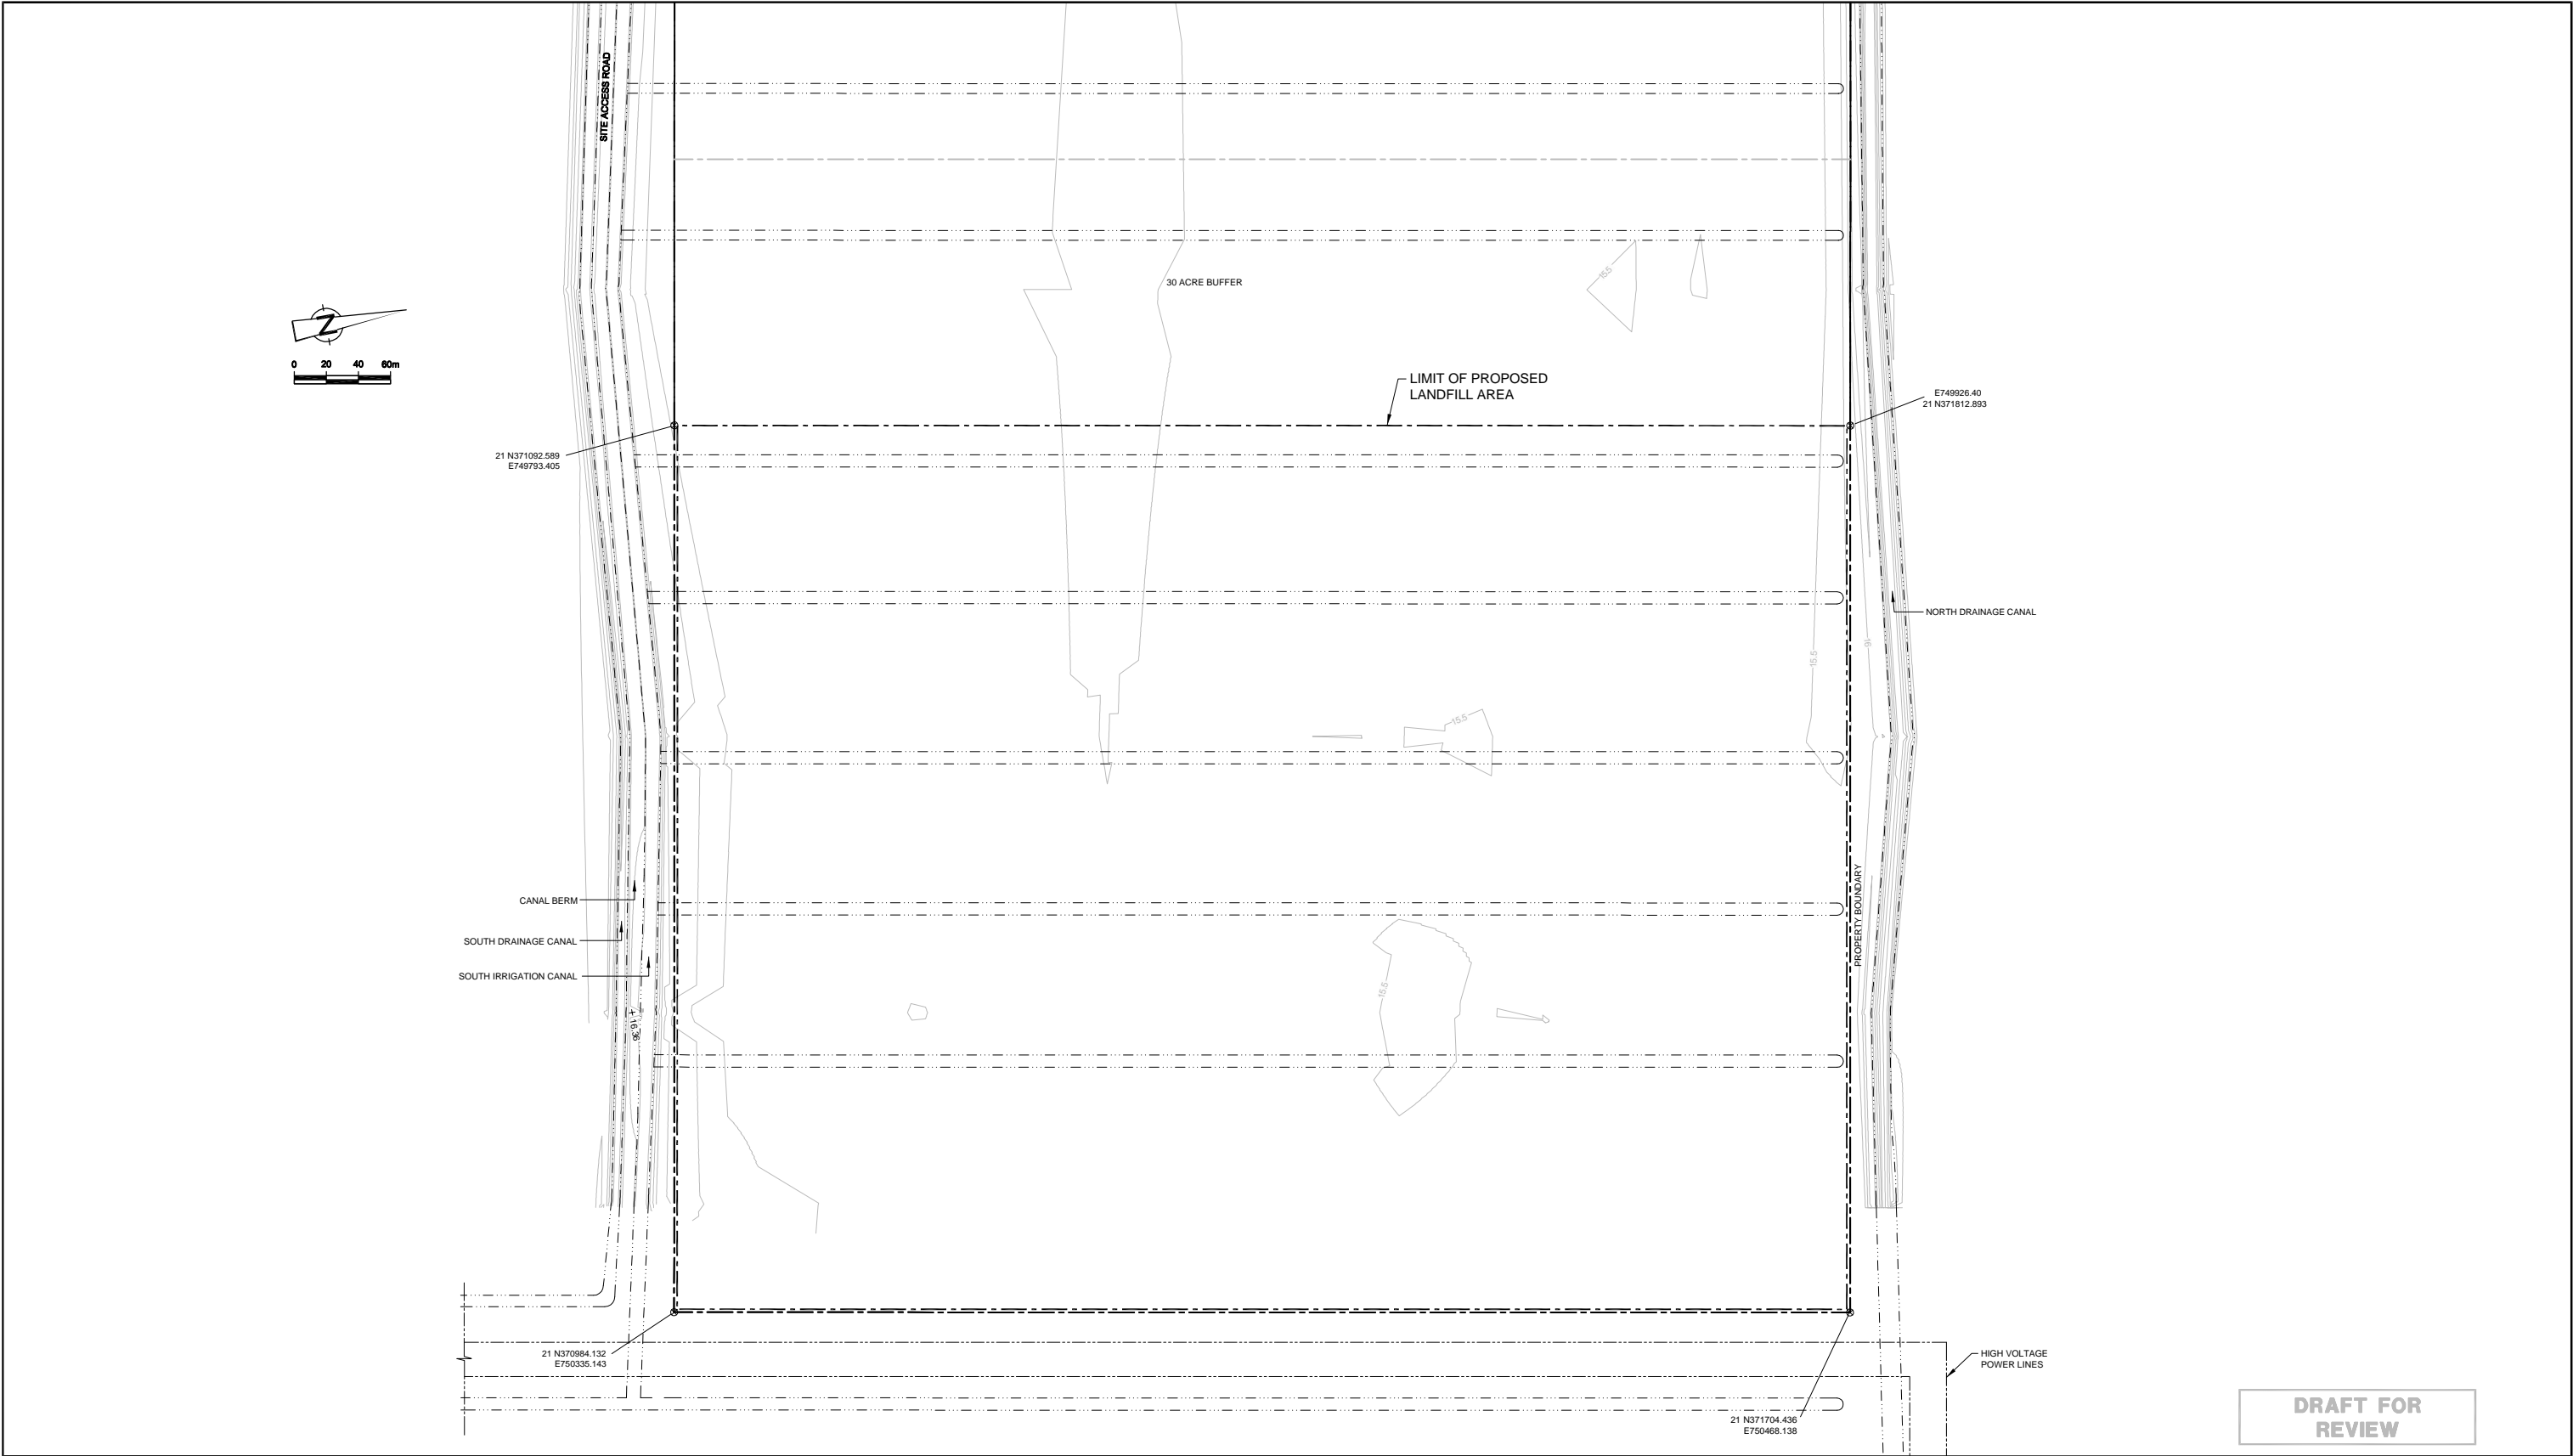 SITE ACCESS ROAD
30 ACRE BUFFER
15.5
N
0 20 40 60m
LIMIT OF PROPOSED
LANDFILL AREA
E749926.40
21 N371812.893
21 N371092.589
E749793.405
NORTH DRAINAGE CANAL
16
15.5
15.5
CANAL BERM
PROPERTY BOUNDARY
SOUTH DRAINAGE CANAL
SOUTH IRRIGATION CANAL
15.5
+ 16.36
21 N370984.132
E750335.143
HIGH VOLTAGE
POWER LINES
21 N371704.436
E750468.138
DRAFT FOR
REVIEW